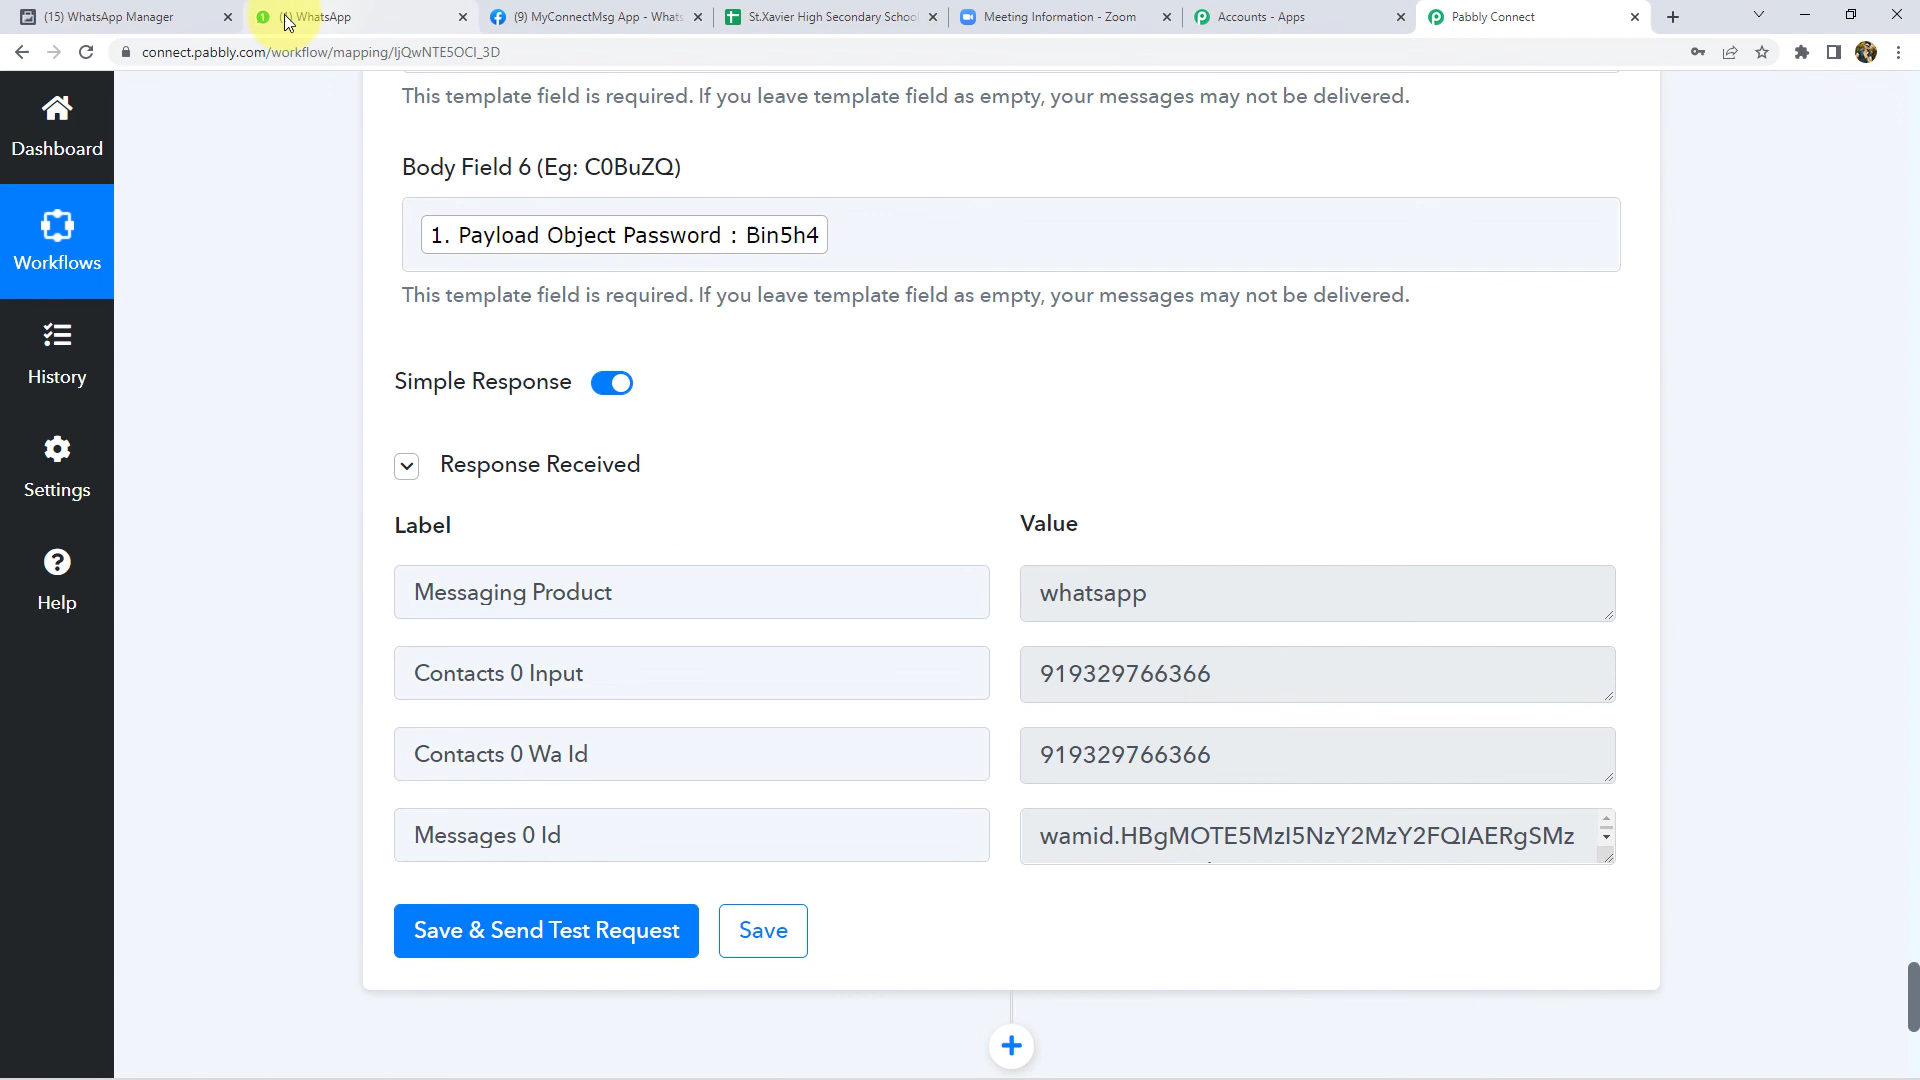 (15) WhatsApp Manager
WhatsApp
(9) MyConnectMsg App - Whats
St.Xavier High Secondary School
Meeting Information - Zoom
Accounts - Apps
Pabbly Connect
connect.pabbly.com/workflow/mapping/IjQwNTE5OCI_3D
This template field is required. If you leave template field as empty, your messages may not be delivered.
Dashboard
Body Field 6 (Eg: C0BuZQ)
1. Payload Object Password : Bin5h4
Workflows
This template field is required. If you leave template field as empty, your messages may not be delivered.
History
Simple Response
Response Received
Settings
Label
Value
Help
Messaging Product
whatsapp
Contacts 0 Input
919329766366
Contacts 0 Wa Id
919329766366
Messages 0 Id
wamid.HBgMOTE5MzI5NzY2MzY2FQIAERgSMz
Save & Send Test Request
Save